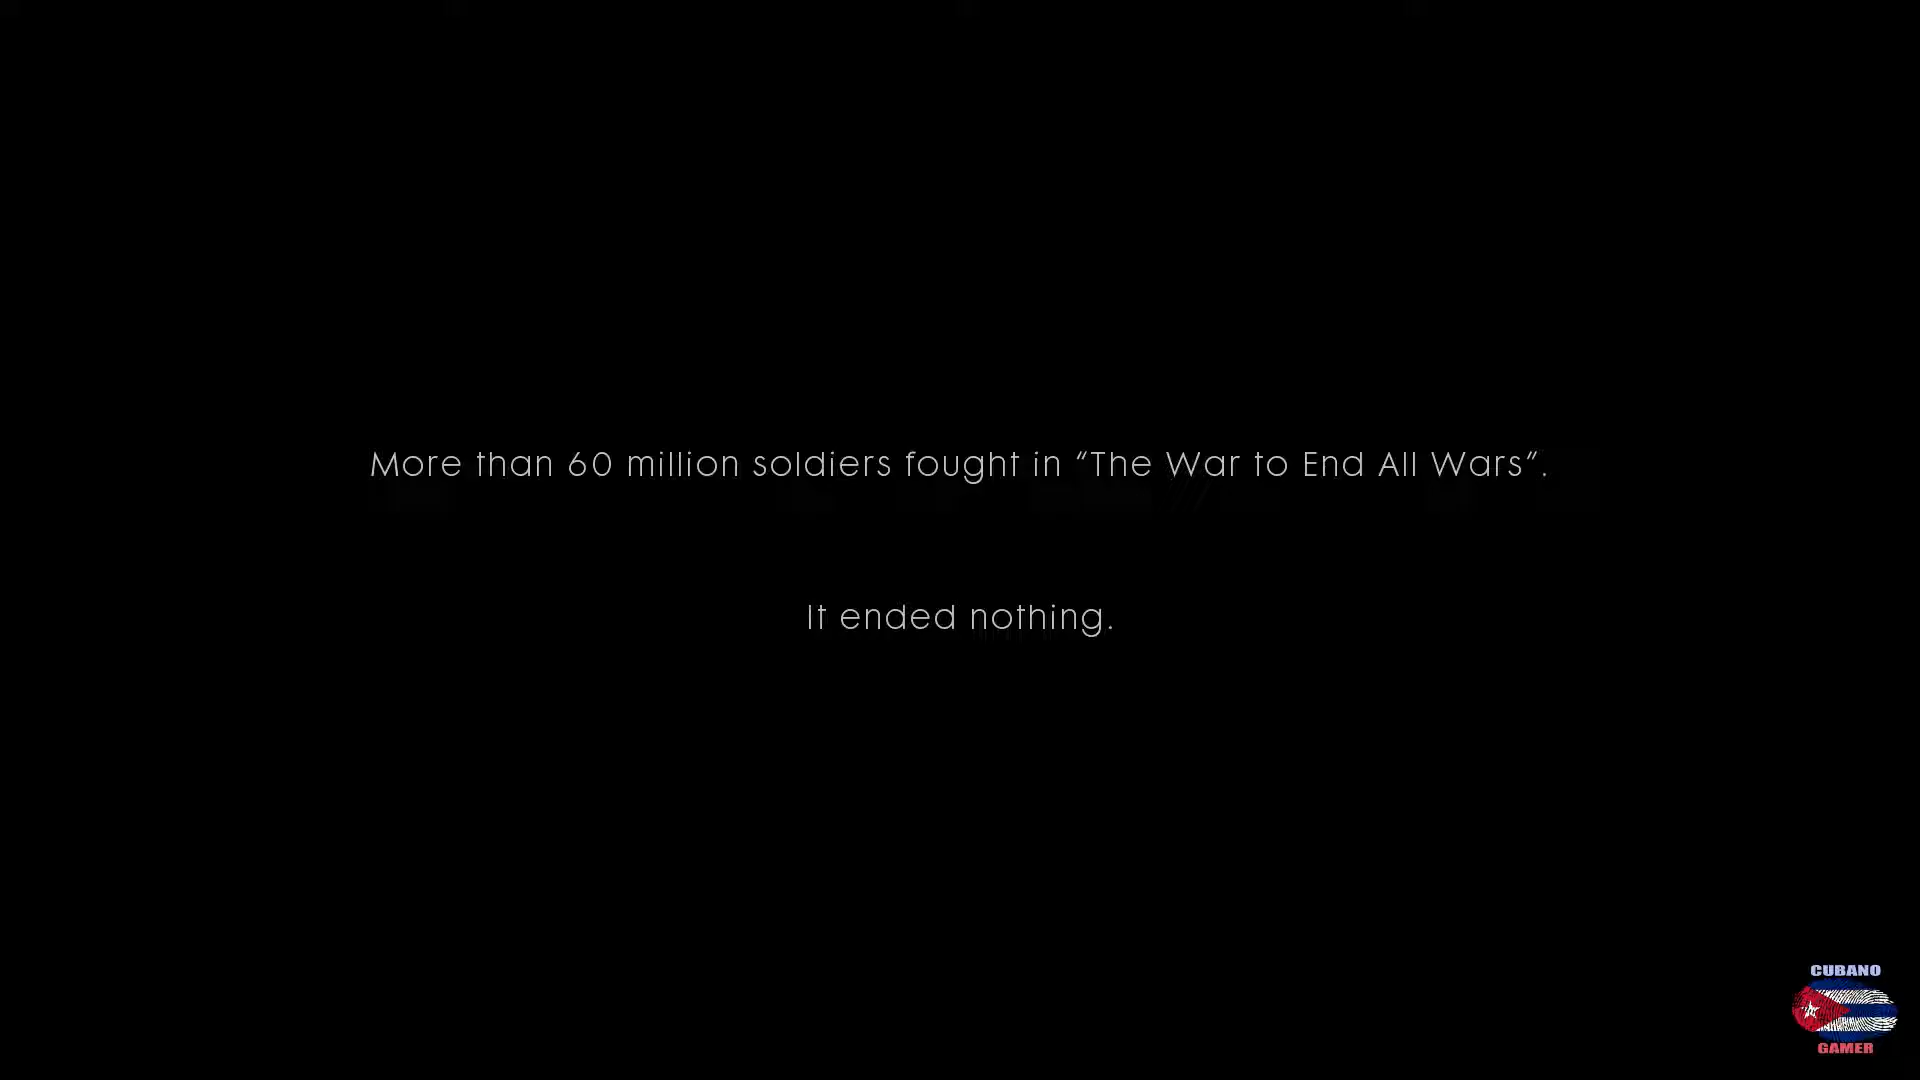 More than 60 million soldiers fought in “The War to End All Wars”.
It ended nothing.
CUBANO
GAMER